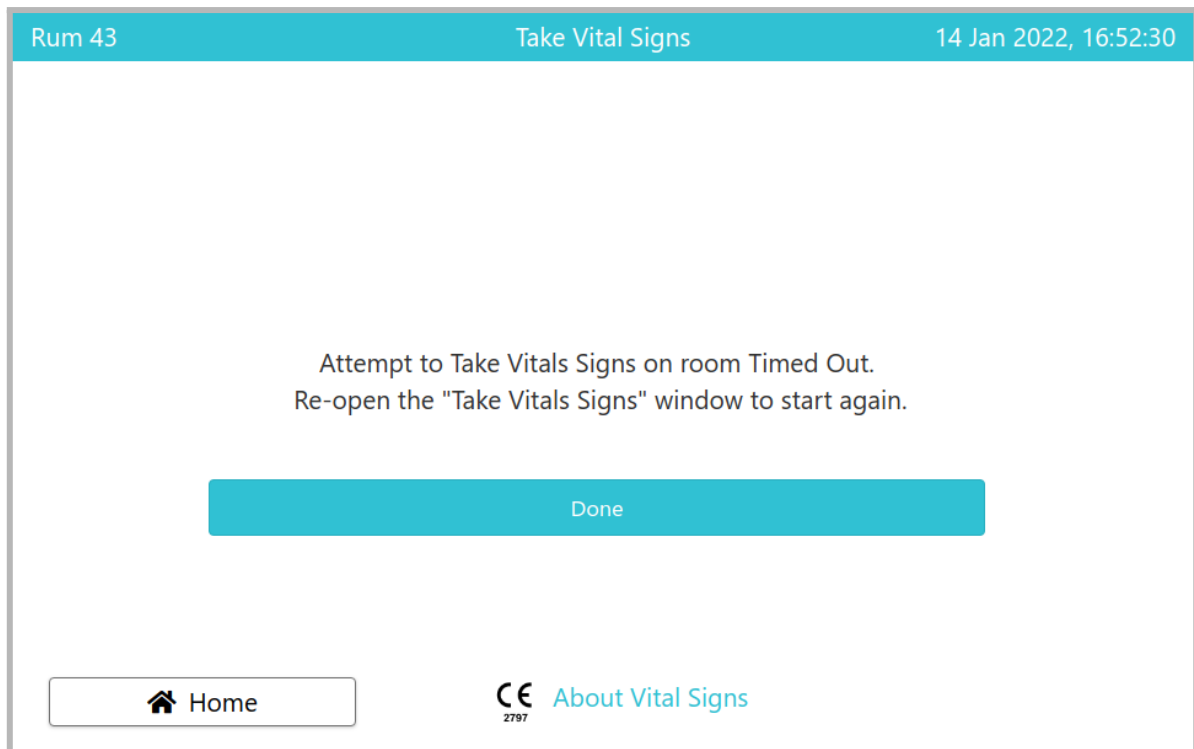 Rum 43 Take Vital Signs 14 Jan 2022, 16:52:30
Attempt to Take Vitals Signs on room Timed Out.
Re-open the "Take Vitals Signs" window to start again.
Done
Home
CE
2797
About Vital Signs